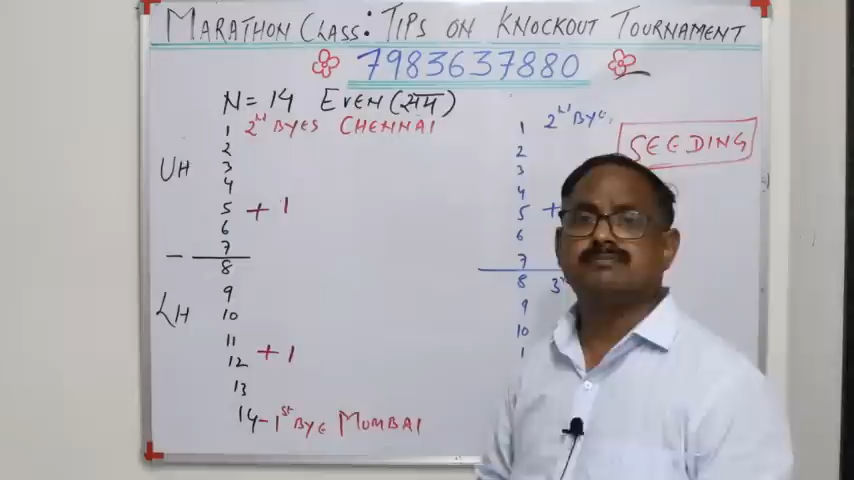 MARATHON CLASS: TIPS ON KNOCKOUT TOURNAMENT
7983637880
N = 14 EVEN (सम)
1 2nd BYES CHENNAI
2
UH 3
4
5 + 1
6
7
8
9
LH 10
11
12 + 1
13
14 - 1st BYE MUMBAI
1 2nd BYE
2
3
4
5 +
6
7
8
9
10
SEEDING